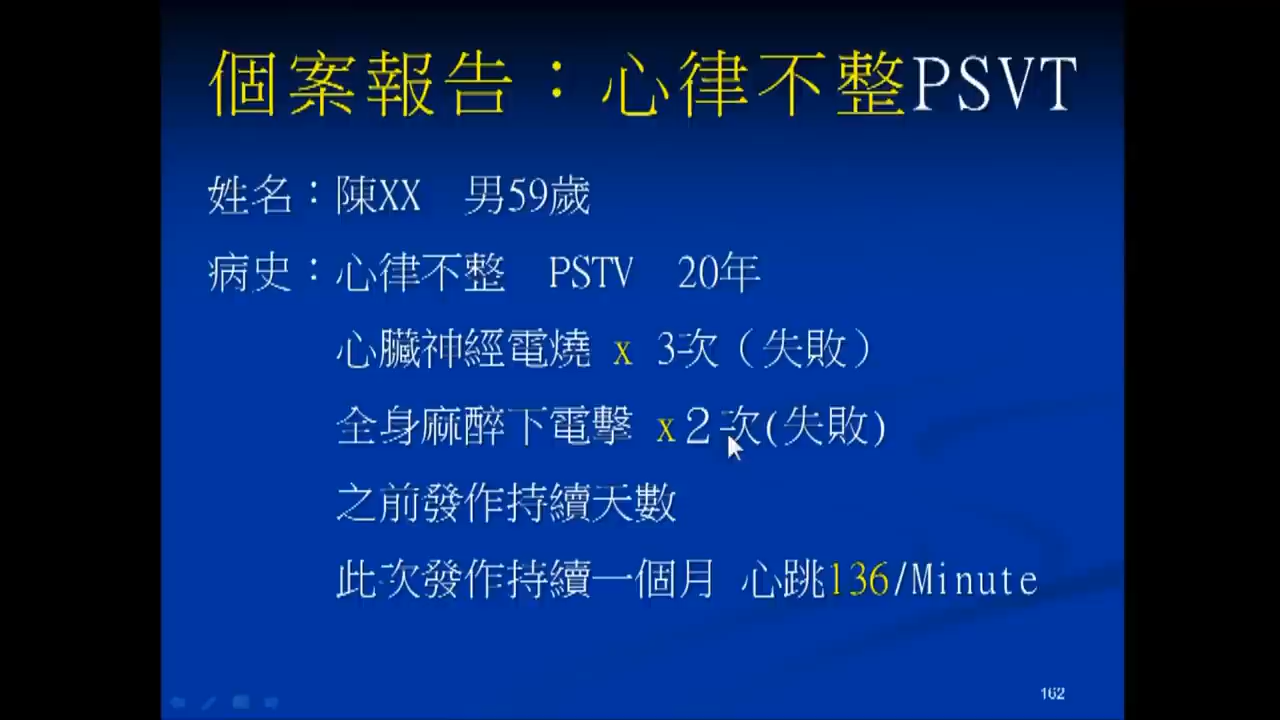 個案報告：心律不整PSVT
姓名：陳XX 男59歲
病史：心律不整 PSTV 20年
心臟神經電燒 x 3次（失敗）
全身麻醉下電擊 x２次(失敗)
之前發作持續天數
此次發作持續一個月 心跳136/Minute
162